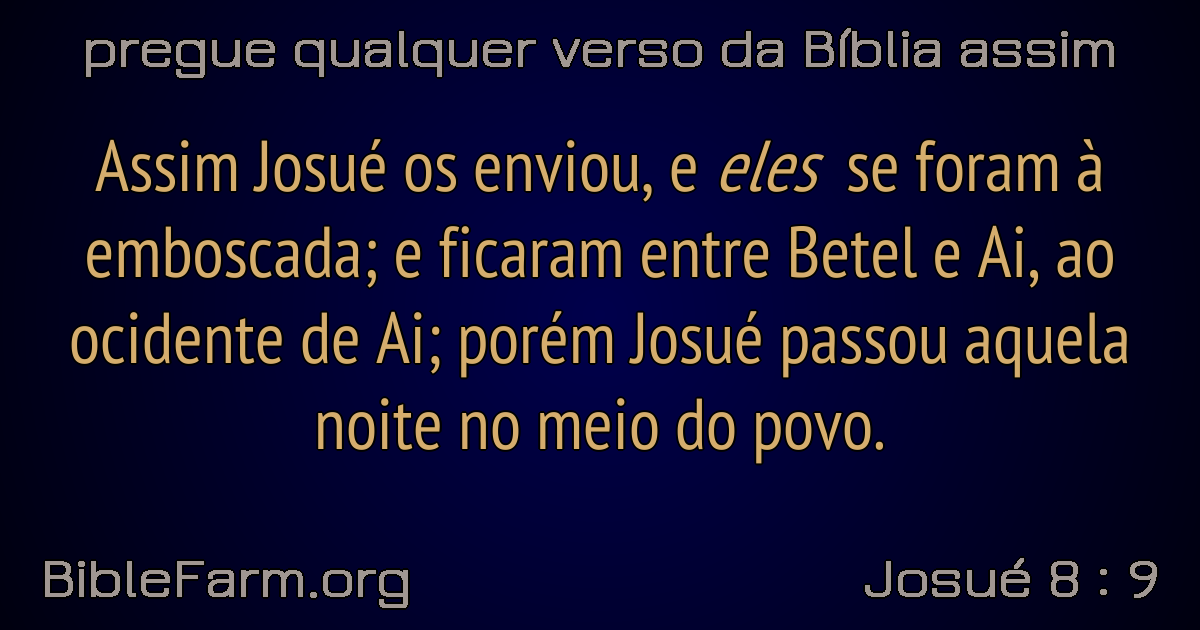 pregue qualquer verso da Bíblia assim
Assim Josué os enviou, e eles se foram à
emboscada; e ficaram entre Betel e Ai, ao
ocidente de Ai; porém Josué passou aquela
noite no meio do povo.
BibleFarm.org
Josué 8 : 9